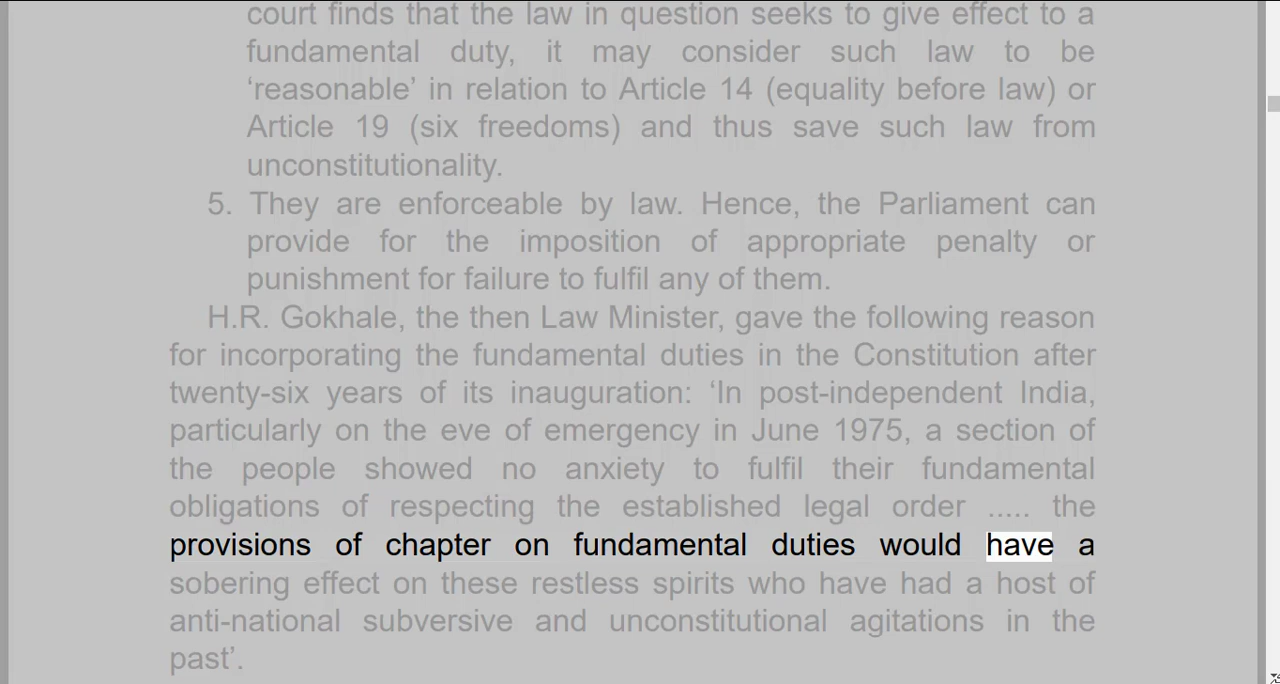 court finds that the law in question seeks to give effect to a
fundamental duty, it may consider such law to be
‘reasonable’ in relation to Article 14 (equality before law) or
Article 19 (six freedoms) and thus save such law from
unconstitutionality.
5. They are enforceable by law. Hence, the Parliament can
provide for the imposition of appropriate penalty or
punishment for failure to fulfil any of them.
H.R. Gokhale, the then Law Minister, gave the following reason
for incorporating the fundamental duties in the Constitution after
twenty-six years of its inauguration: ‘In post-independent India,
particularly on the eve of emergency in June 1975, a section of
the people showed no anxiety to fulfil their fundamental
obligations of respecting the established legal order ..... the
provisions of chapter on fundamental duties would have a
sobering effect on these restless spirits who have had a host of
anti-national subversive and unconstitutional agitations in the
past’.